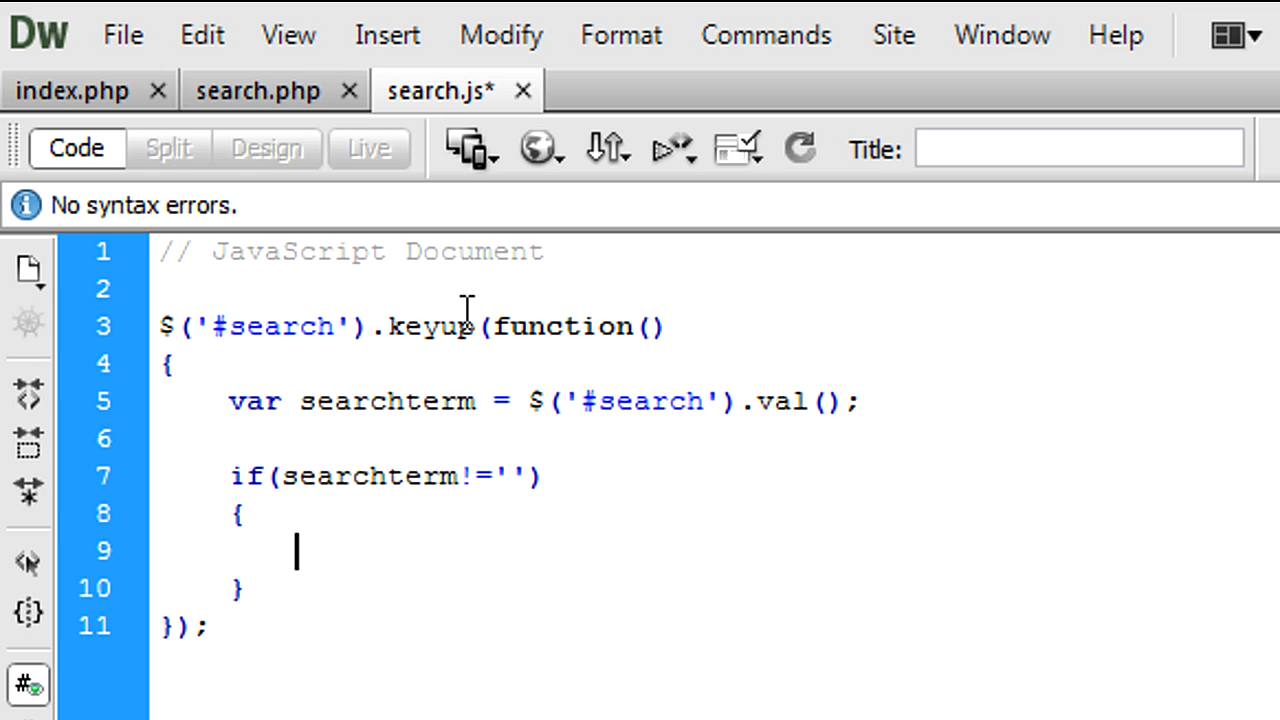 Dw File Edit View Insert Modify Format Commands Site Window Help
index.php search.php search.js*
Code Split Design Live Title:
No syntax errors.
1 // JavaScript Document
2
3 $('#search').keyup(function()
4 {
5 var searchterm = $('#search').val();
6
7 if(searchterm!='')
8 {
9
10 }
11 });